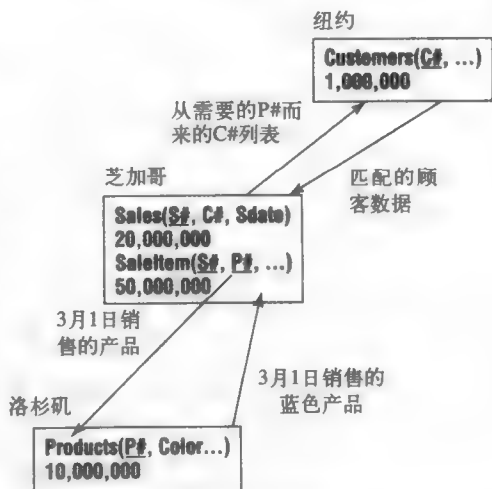 纽约
Customers(C#, ...)
1,000,000
从需要的P#而
来的C#列表
匹配的顾
客数据
芝加哥
Sales(S#, C#, Sdate)
20,000,000
SaleItem(S#, P#, ...)
50,000,000
3月1日销
售的产品
3月1日销售的
蓝色产品
洛杉矶
Products(P#, Color...)
10,000,000